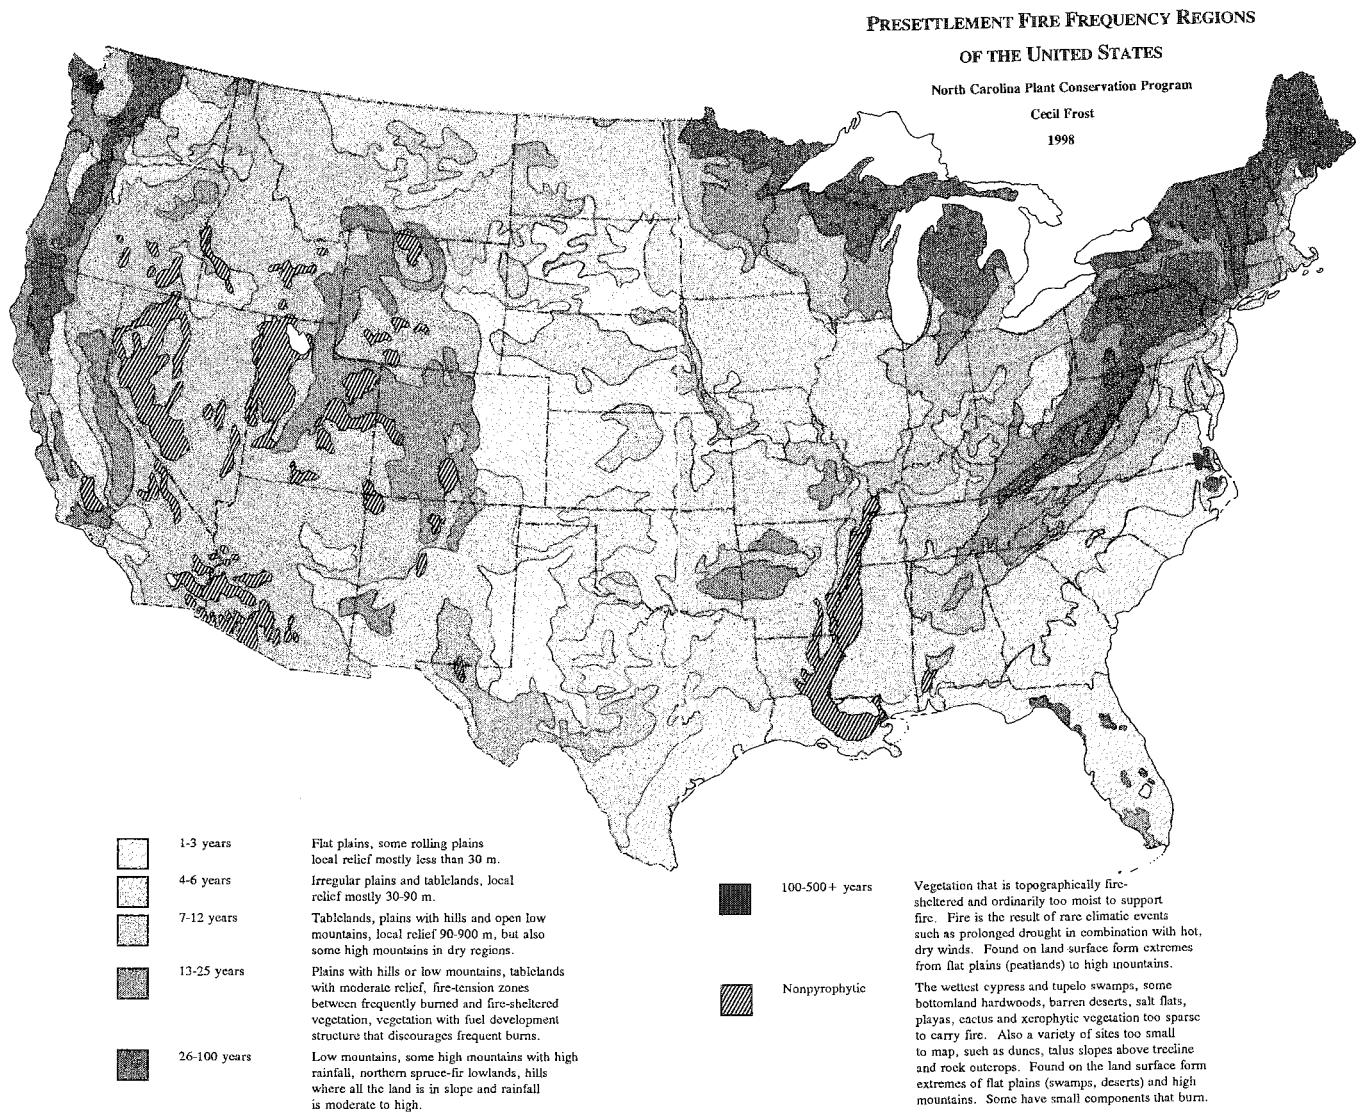 PRESETTLEMENT FIRE FREQUENCY REGIONS
OF THE UNITED STATES
North Carolina Plant Conservation Program
Cecil Frost
1998
1-3 years
Flat plains, some rolling plains
local relief mostly less than 30 m.
4-6 years
Irregular plains and tablelands, local
relief mostly 30-90 m.
7-12 years
Tablelands, plains with hills and open low
mountains, local relief 90-900 m, but also
some high mountains in dry regions.
13-25 years
Plains with hills or low mountains, tablelands
with moderate relief, fire-tension zones
between frequently burned and fire-sheltered
vegetation, vegetation with fuel development
structure that discourages frequent burns.
26-100 years
Low mountains, some high mountains with high
rainfall, northern spruce-fir lowlands, hills
where all the land is in slope and rainfall
is moderate to high.
100-500+ years
Vegetation that is topographically fire-
sheltered and ordinarily too moist to support
fire. Fire is the result of rare climatic events
such as prolonged drought in combination with hot,
dry winds. Found on land surface form extremes
from flat plains (peatlands) to high mountains.
Nonpyrophytic
The wettest cypress and tupelo swamps, some
bottomland hardwoods, barren deserts, salt flats,
playas, cactus and xerophytic vegetation too sparse
to carry fire. Also a variety of sites too small
to map, such as dunes, talus slopes above treeline
and rock outcrops. Found on the land surface form
extremes of flat plains (swamps, deserts) and high
mountains. Some have small components that burn.